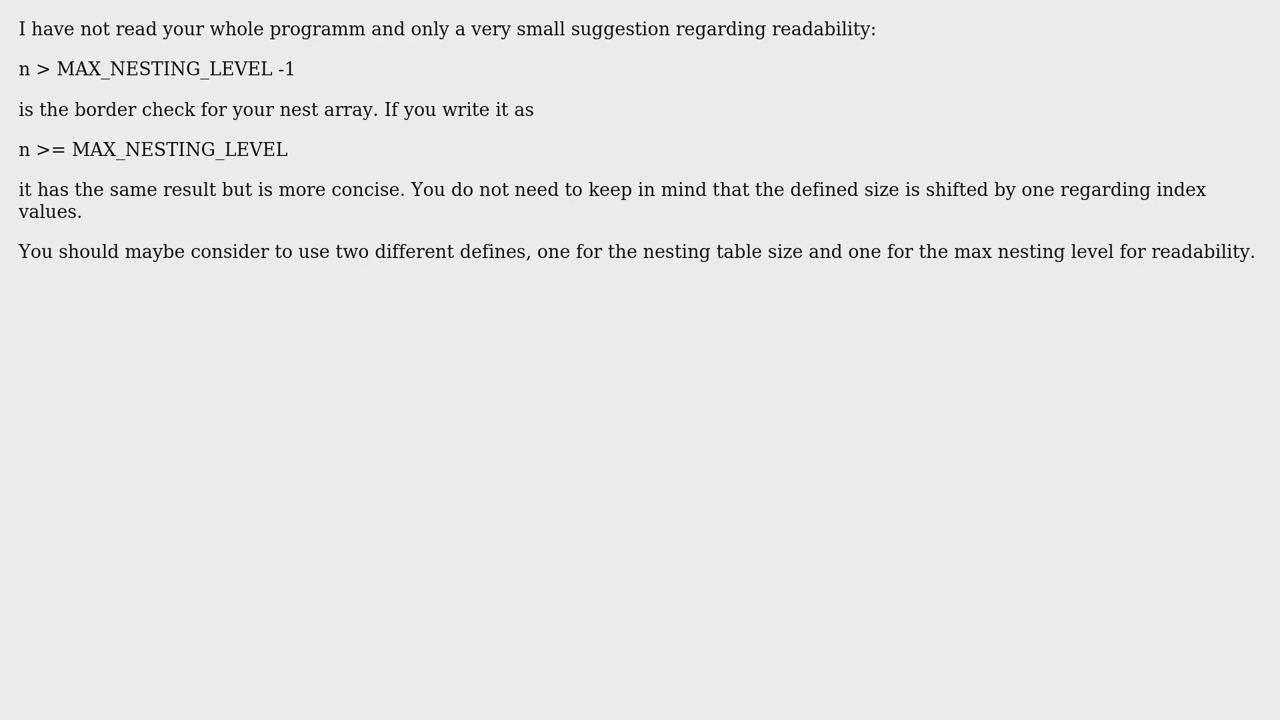 I have not read your whole programm and only a very small suggestion regarding readability:
n > MAX_NESTING_LEVEL -1
is the border check for your nest array. If you write it as
n >= MAX_NESTING_LEVEL
it has the same result but is more concise. You do not need to keep in mind that the defined size is shifted by one regarding index
values.
You should maybe consider to use two different defines, one for the nesting table size and one for the max nesting level for readability.